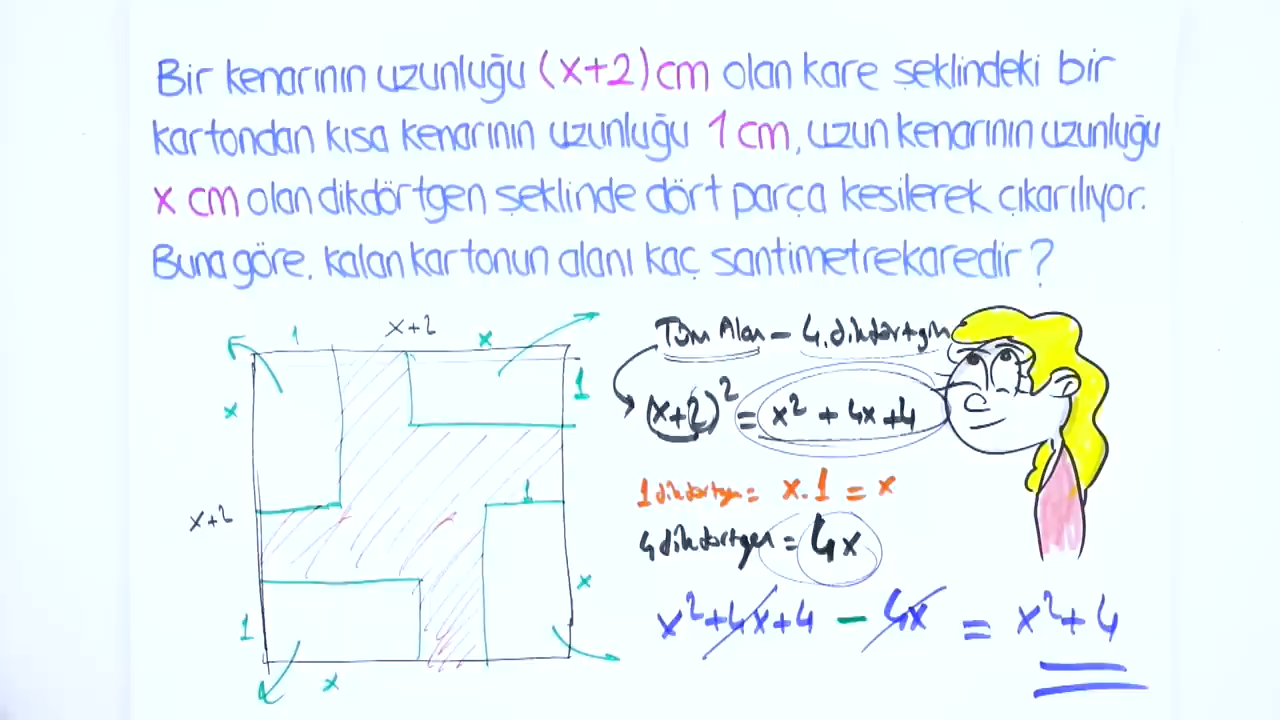 Bir kenarının uzunluğu (x+2)cm olan kare şeklindeki bir
kartondan kısa kenarının uzunluğu 1 cm, uzun kenarının uzunluğu
x cm olan dikdörtgen şeklinde dört parça kesilerek çıkarılıyor.
Buna göre, kalan kartonun alanı kaç santimetrekaredir?
1
x+2
x
1
x
x+2
1
1
x
x
Tüm Alan - 4.dikdörtgen
(x+2)² = x² + 4x+4
1 dikdörtgen = x.1 = x
4 dikdörtgen = 4x
x²+4x+4 - 4x = x²+4